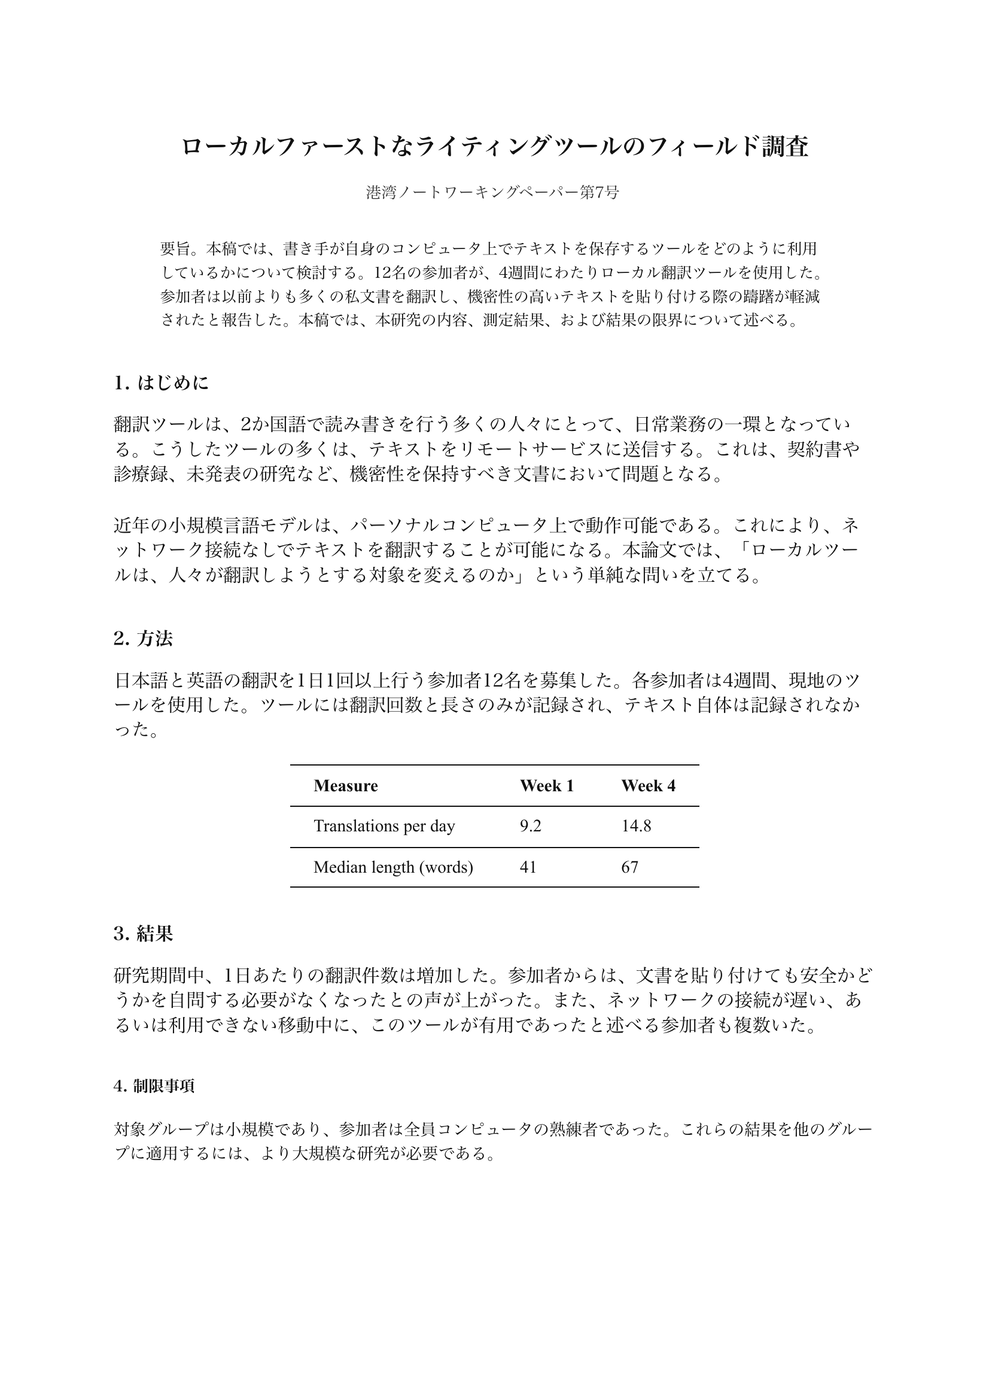 ローカルファーストなライティングツールのフィールド調査
港湾ノートワーキングペーパー第7号
要旨。本稿では、書き手が自身のコンピュータ上でテキストを保存するツールをどのように利用
しているかについて検討する。12名の参加者が、4週間にわたりローカル翻訳ツールを使用した。
参加者は以前よりも多くの私文書を翻訳し、機密性の高いテキストを貼り付ける際の躊躇が軽減
されたと報告した。本稿では、本研究の内容、測定結果、および結果の限界について述べる。
1. はじめに
翻訳ツールは、2か国語で読み書きを行う多くの人々にとって、日常業務の一環となってい
る。こうしたツールの多くは、テキストをリモートサービスに送信する。これは、契約書や
診療録、未発表の研究など、機密性を保持すべき文書において問題となる。
近年の小規模言語モデルは、パーソナルコンピュータ上で動作可能である。これにより、ネ
ットワーク接続なしでテキストを翻訳することが可能になる。本論文では、「ローカルツー
ルは、人々が翻訳しようとする対象を変えるのか」という単純な問いを立てる。
2. 方法
日本語と英語の翻訳を1日1回以上行う参加者12名を募集した。各参加者は4週間、現地のツ
ールを使用した。ツールには翻訳回数と長さのみが記録され、テキスト自体は記録されなか
った。
Measure Week 1 Week 4
Translations per day 9.2 14.8
Median length (words) 41 67
3. 結果
研究期間中、1日あたりの翻訳件数は増加した。参加者からは、文書を貼り付けても安全かど
うかを自問する必要がなくなったとの声が上がった。また、ネットワークの接続が遅い、あ
るいは利用できない移動中に、このツールが有用であったと述べる参加者も複数いた。
4. 制限事項
対象グループは小規模であり、参加者は全員コンピュータの熟練者であった。これらの結果を他のグルー
プに適用するには、より大規模な研究が必要である。